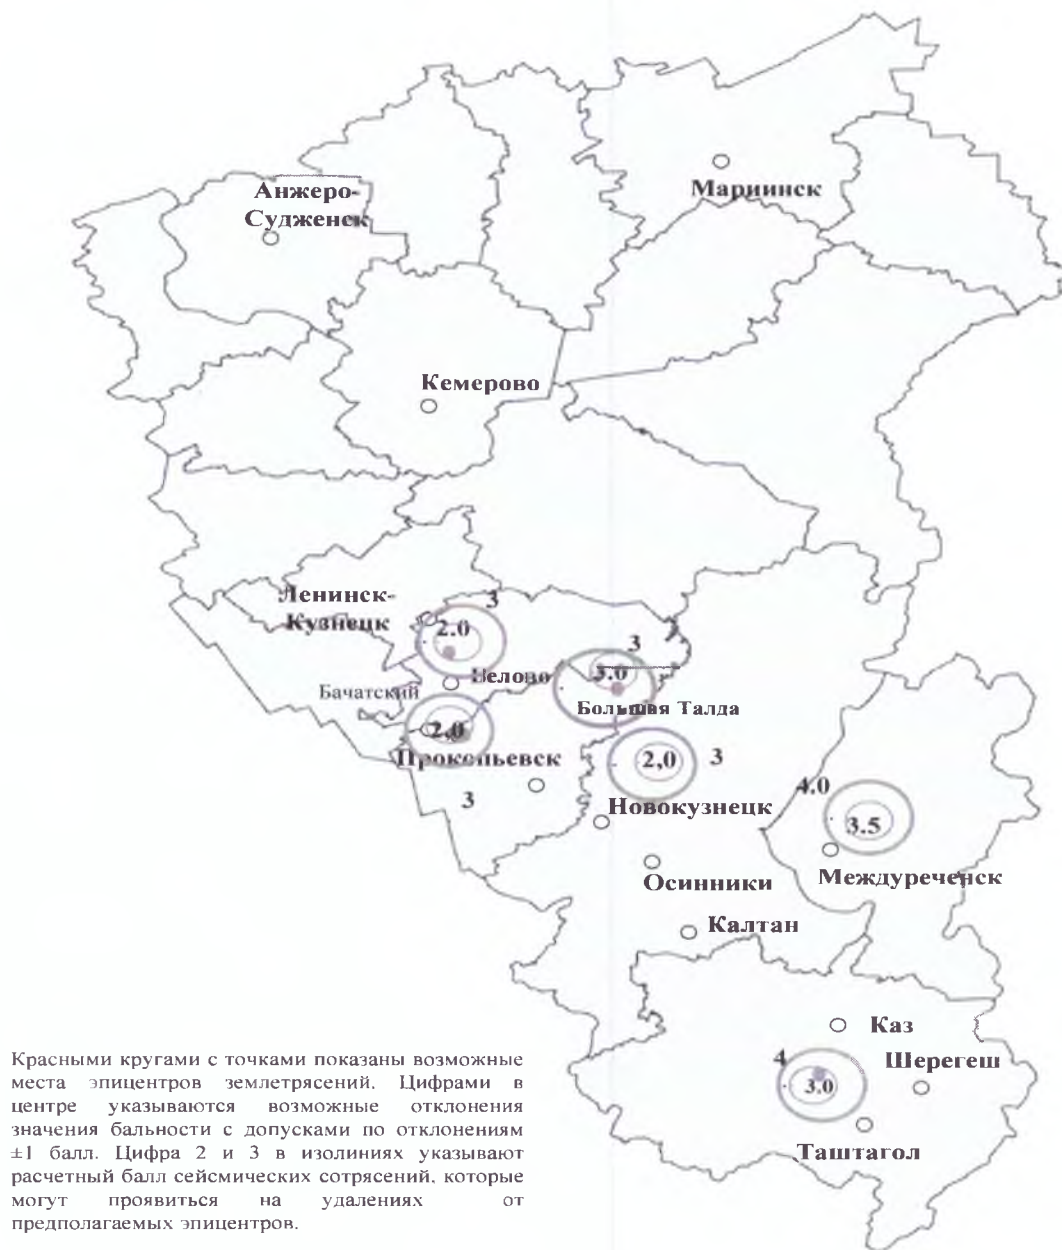 Анжеро-
Судженск
Мариинск
Кемерово
Ленинск-
Кузнецк
3
2.0
3
3.0
Белово
Бачатский
Большая Талда
2,0
Прокопьевск
2,0
3
3
4.0
Новокузнецк
3.5
Осинники
Междуреченск
Калтан
Каз
Шерегеш
4
3.0
Таштагол
Красными кругами с точками показаны возможные
места эпицентров землетрясений. Цифрами в
центре указываются возможные отклонения
значения бальности с допусками по отклонениям
±1 балл. Цифра 2 и 3 в изолиниях указывают
расчетный балл сейсмических сотрясений, которые
могут проявиться на удалениях от
предполагаемых эпицентров.